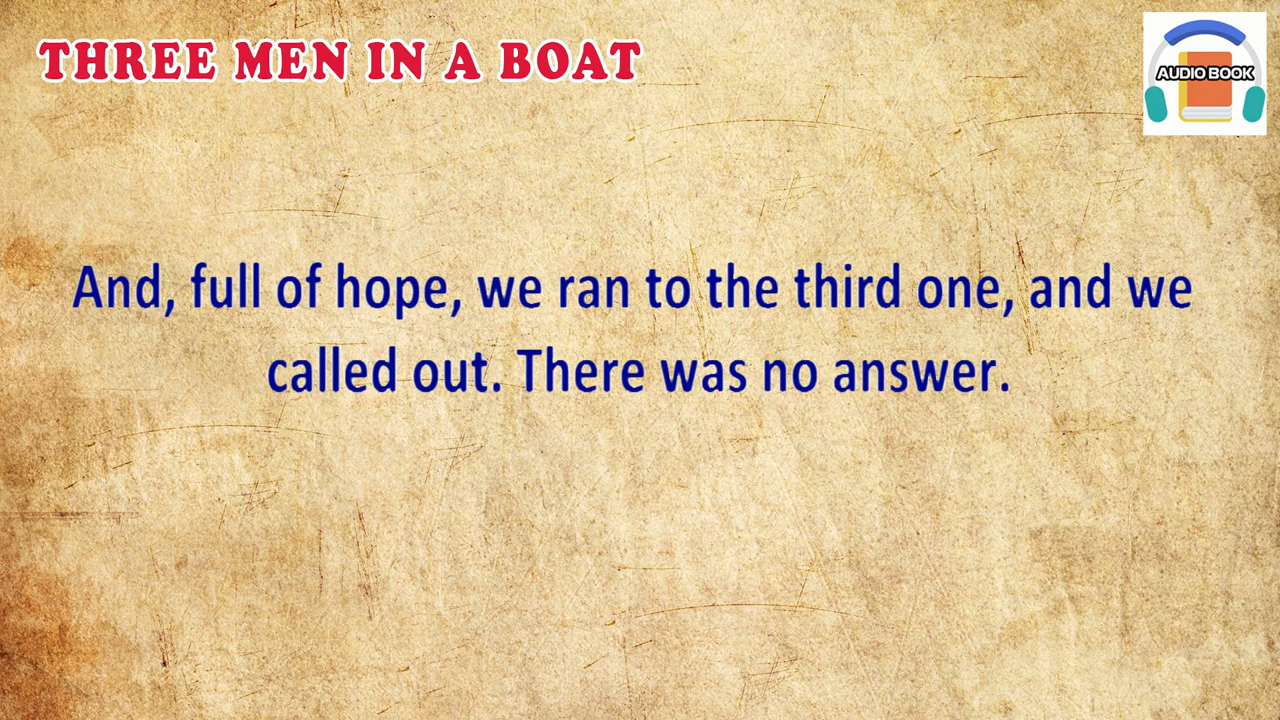 THREE MEN IN A BOAT
AUDIO BOOK
And, full of hope, we ran to the third one, and we
called out. There was no answer.